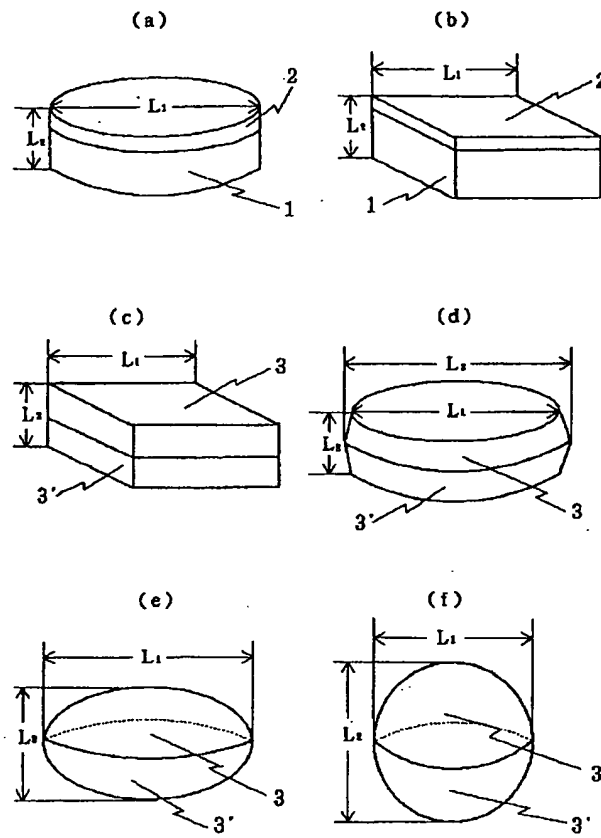 (a) (b)
L₁ 2
L₂
1
L₁ 2
L₂
1
(c) (d)
L₁ 3
L₂
3'
L₃
L₁
L₂
3' 3
(e) (f)
L₁
L₂
3
3'
L₁
L₂
3
3'